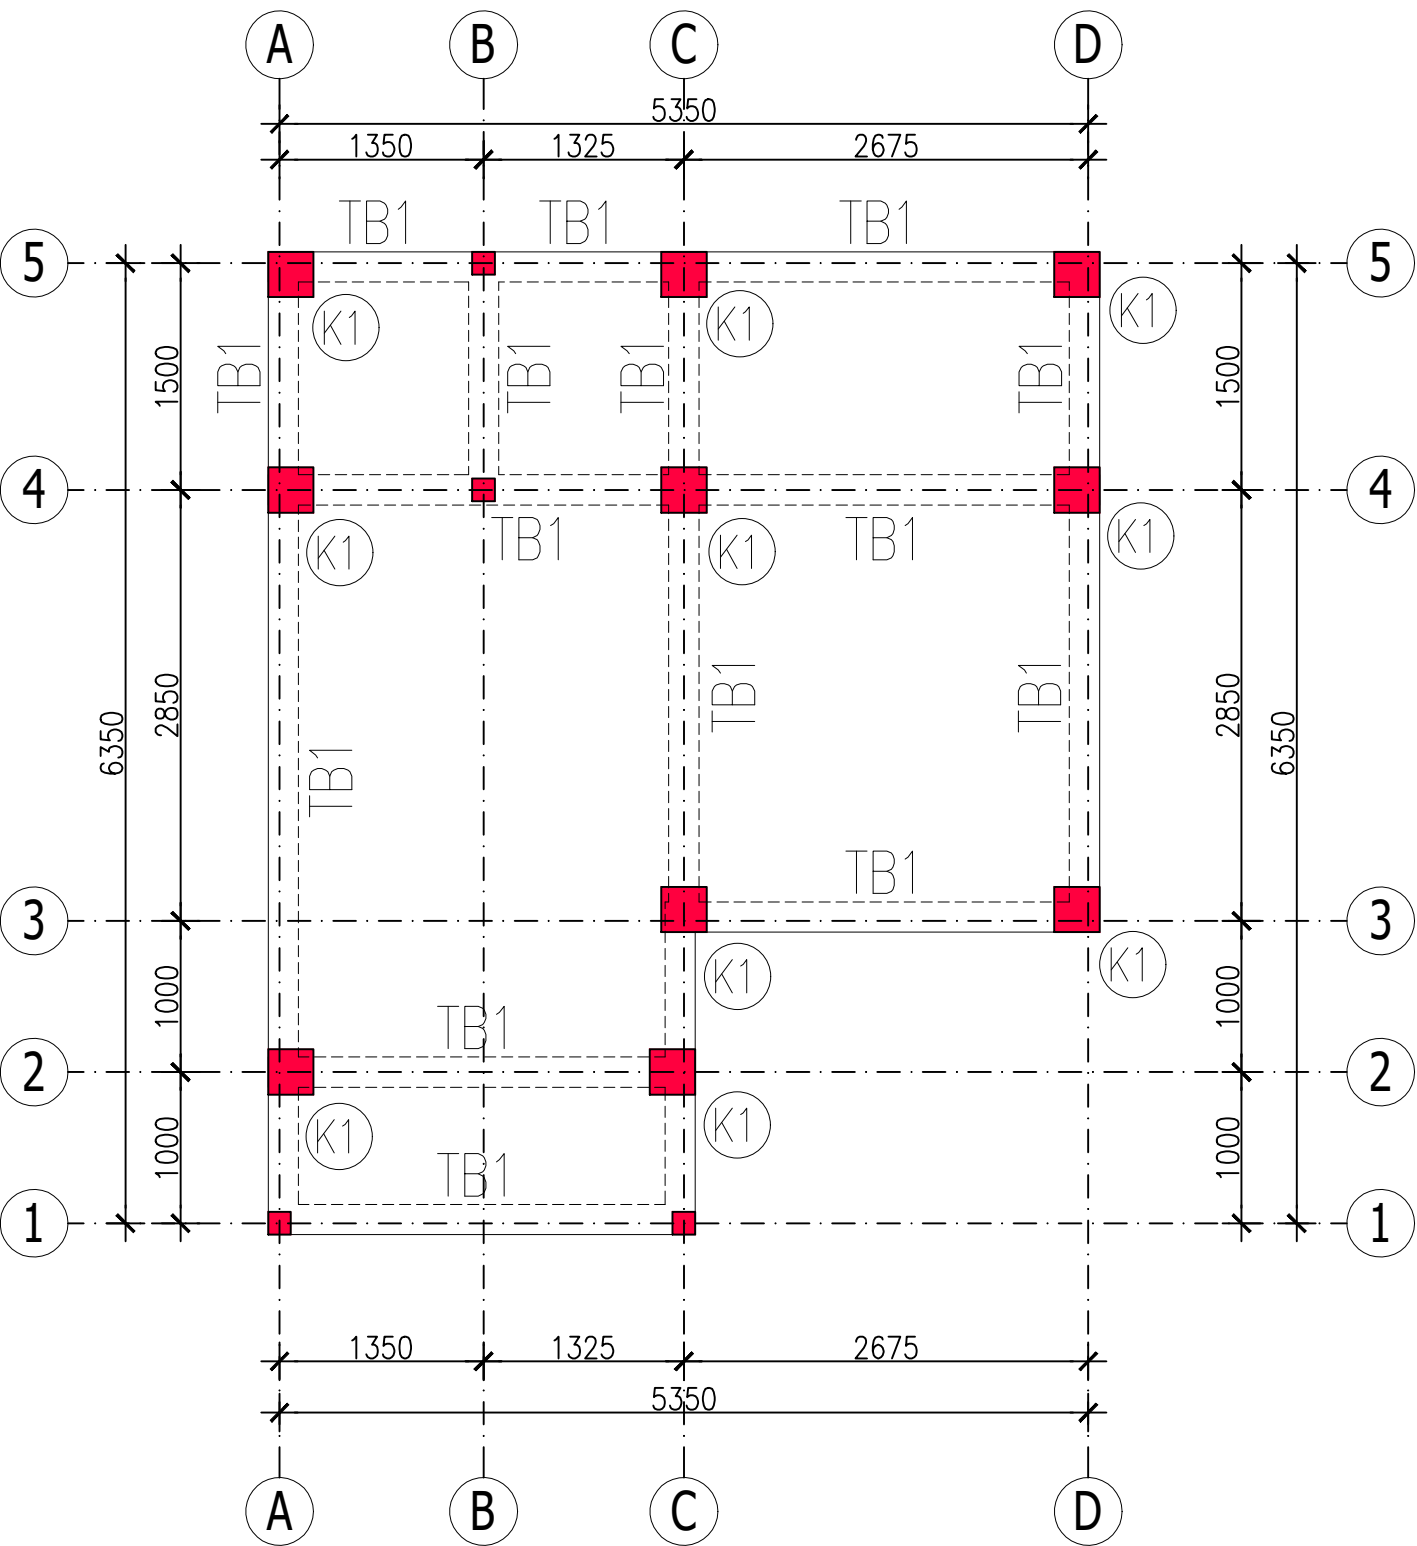 A B C D
5350
1350 1325 2675
TB1 TB1 TB1
5 5
K1 K1 K1
1500 TB1 TB1 TB1 TB1 1500
4 4
TB1 TB1
K1 K1 K1
6350 2850 TB1 TB1 TB1 2850 6350
TB1
3 3
K1 K1
1000 TB1 1000
2 2
K1 K1
1000 TB1 1000
1 1
1350 1325 2675
5350
A B C D